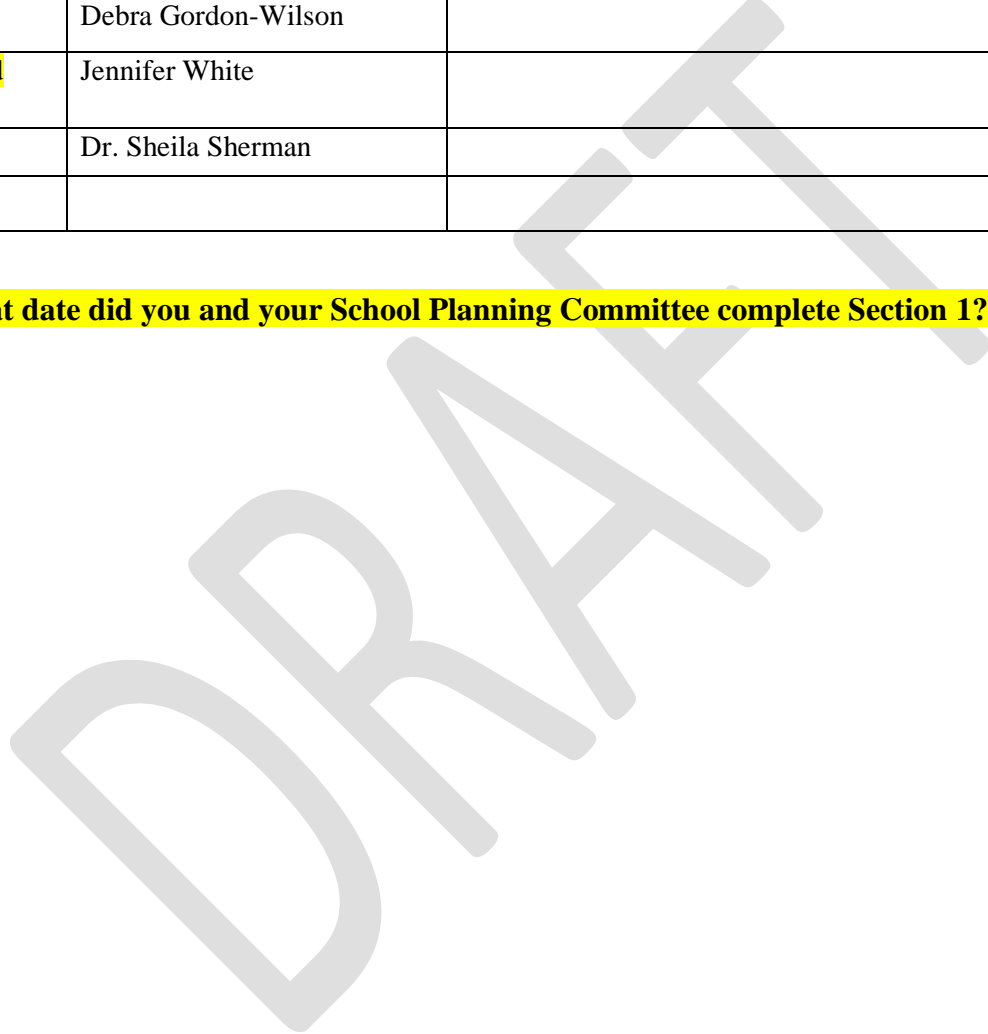 Debra Gordon-Wilson
Jennifer White
Dr. Sheila Sherman
date did you and your School Planning Committee complete Section 1?
DRAFT